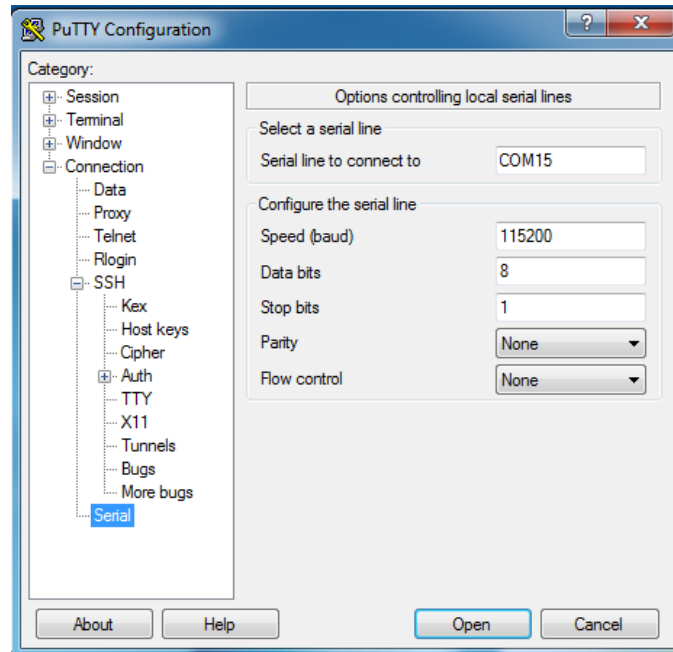 PuTTY Configuration
Category:
Session
Terminal
Window
Connection
Data
Proxy
Telnet
Rlogin
SSH
Kex
Host keys
Cipher
Auth
TTY
X11
Tunnels
Bugs
More bugs
Serial
Options controlling local serial lines
Select a serial line
Serial line to connect to COM15
Configure the serial line
Speed (baud) 115200
Data bits 8
Stop bits 1
Parity None
Flow control None
About Help Open Cancel